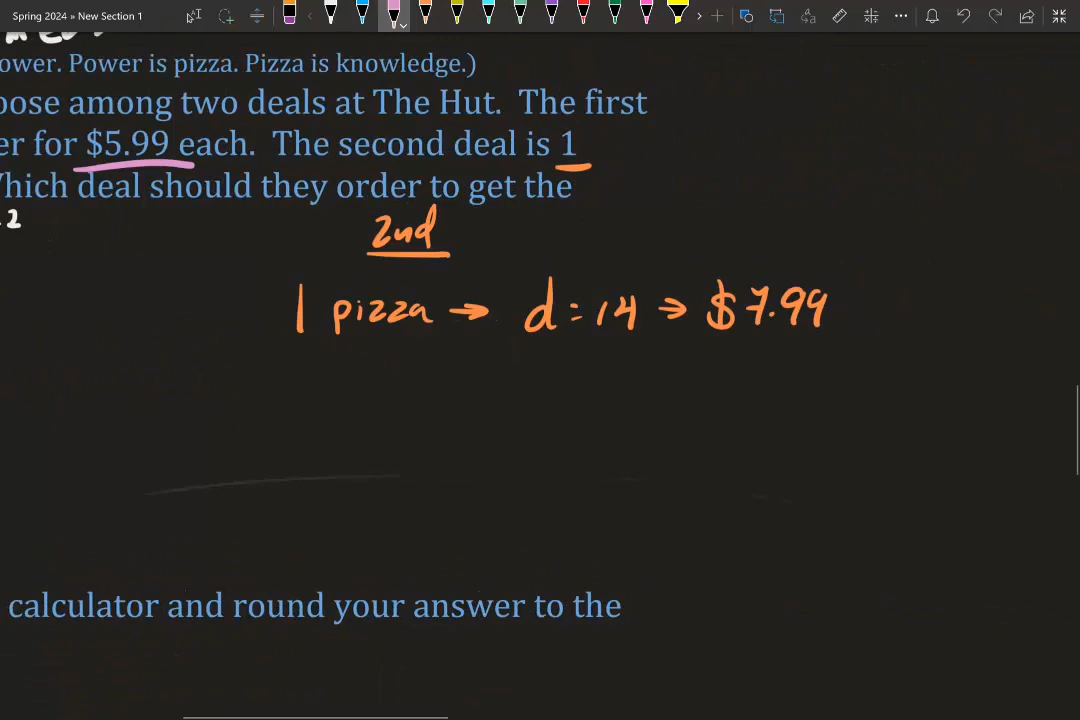 Spring 2024 » New Section 1
ower. Power is pizza. Pizza is knowledge.)
oose among two deals at The Hut. The first
er for $5.99 each. The second deal is 1
Which deal should they order to get the
2
2nd
1 pizza → d = 14 → $7.99
calculator and round your answer to the